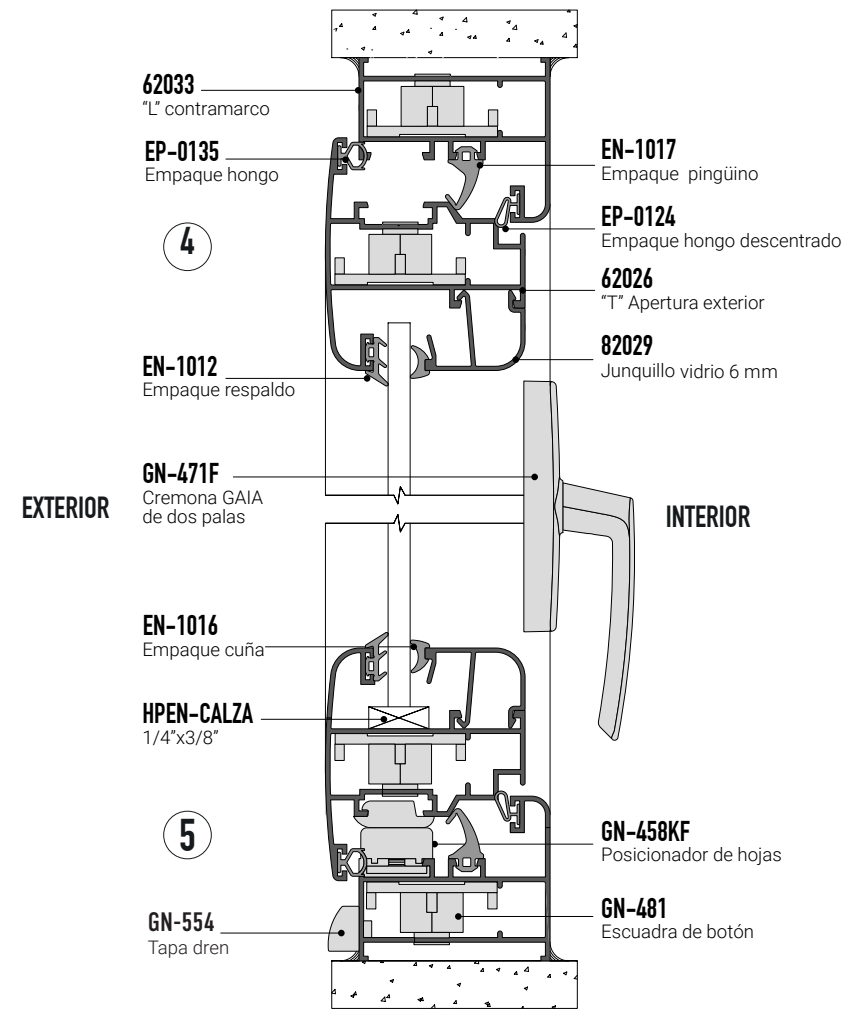 62033
"L" contramarco
EP-0135
Empaque hongo
4
EN-1012
Empaque respaldo
GN-471F
Cremona GAIA
de dos palas
EXTERIOR
EN-1016
Empaque cuña
HPEN-CALZA
1/4"x3/8"
5
GN-554
Tapa dren
EN-1017
Empaque pingüino
EP-0124
Empaque hongo descentrado
62026
"T" Apertura exterior
82029
Junquillo vidrio 6 mm
INTERIOR
GN-458KF
Posicionador de hojas
GN-481
Escuadra de botón